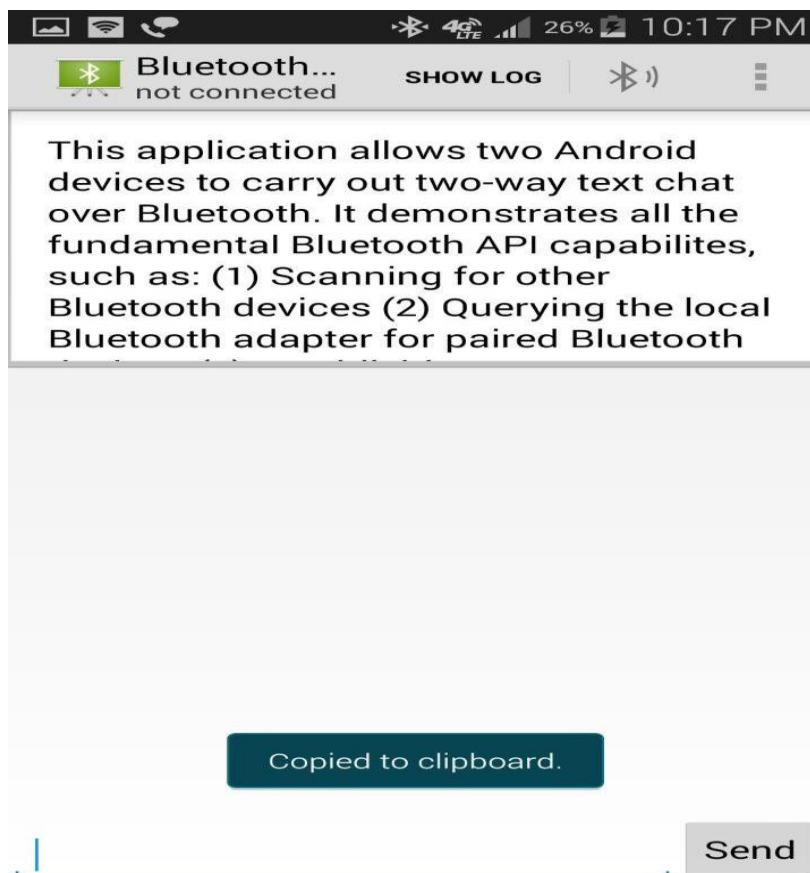 4G LTE 26% 10:17 PM
Bluetooth... SHOW LOG
not connected
This application allows two Android
devices to carry out two-way text chat
over Bluetooth. It demonstrates all the
fundamental Bluetooth API capabilites,
such as: (1) Scanning for other
Bluetooth devices (2) Querying the local
Bluetooth adapter for paired Bluetooth
Copied to clipboard.
Send